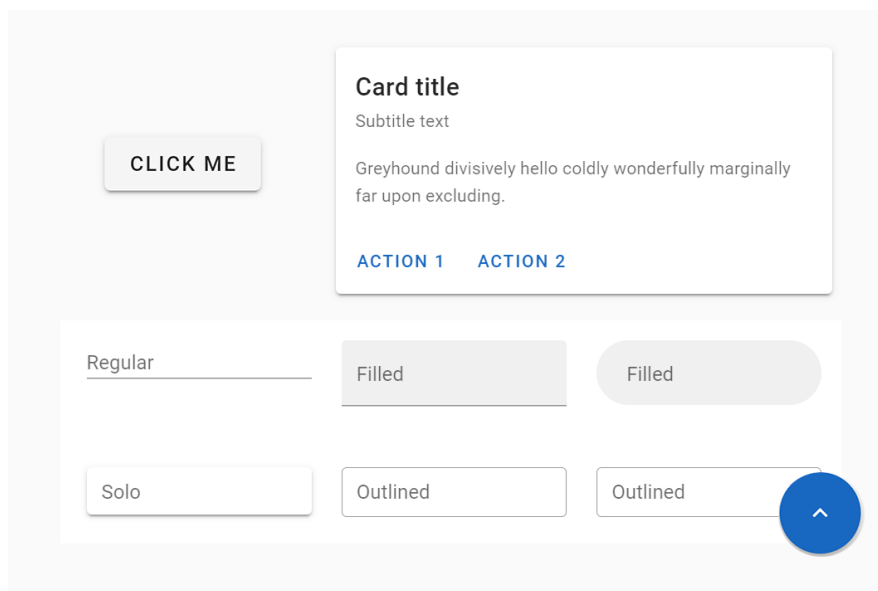 CLICK ME
Card title
Subtitle text
Greyhound divisively hello coldly wonderfully marginally
far upon excluding.
ACTION 1
ACTION 2
Regular
Filled
Filled
Solo
Outlined
Outlined